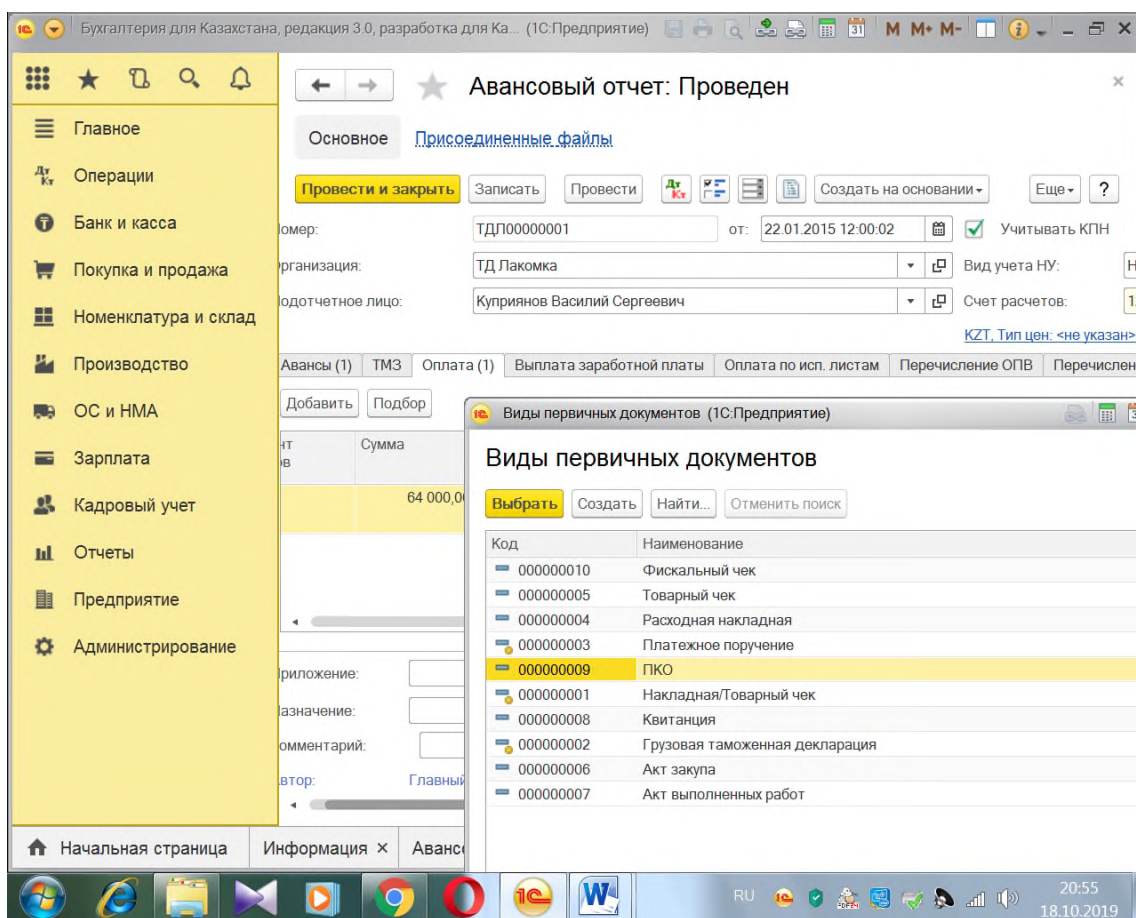 Бухгалтерия для Казахстана, редакция 3.0, разработка для Ка... (1С:Предприятие) M M+ M-
Главное
Операции
Банк и касса
Покупка и продажа
Номенклатура и склад
Производство
ОС и НМА
Зарплата
Кадровый учет
Отчеты
Предприятие
Администрирование
Авансовый отчет: Проведен
Основное Присоединенные файлы
Провести и закрыть Записать Провести Создать на основании Еще ?
омер: ТДЛ00000001 от: 22.01.2015 12:00:02 Учитывать КПН
рганизация: ТД Лакомка Вид учета НУ: Н
одотчетное лицо: Куприянов Василий Сергеевич Счет расчетов: 1
KZT, Тип цен: <не указан>
Авансы (1) ТМЗ Оплата (1) Выплата заработной платы Оплата по исп. листам Перечисление ОПВ Перечислен
Добавить Подбор
нт Сумма
ов
64 000,0
риложение:
азначение:
омментарий:
втор: Главный
Виды первичных документов (1С:Предприятие)
Виды первичных документов
Выбрать Создать Найти... Отменить поиск
Код Наименование
000000010 Фискальный чек
000000005 Товарный чек
000000004 Расходная накладная
000000003 Платежное поручение
000000009 ПКО
000000001 Накладная/Товарный чек
000000008 Квитанция
000000002 Грузовая таможенная декларация
000000006 Акт закупа
000000007 Акт выполненных работ
Начальная страница Информация × Авансо
RU 20:55
18.10.2019